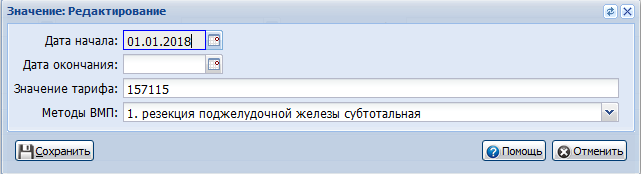 Значение: Редактирование
Дата начала: 01.01.2018
Дата окончания:
Значение тарифа: 157115
Методы ВМП: 1. резекция поджелудочной железы субтотальная
Сохранить Помощь Отменить